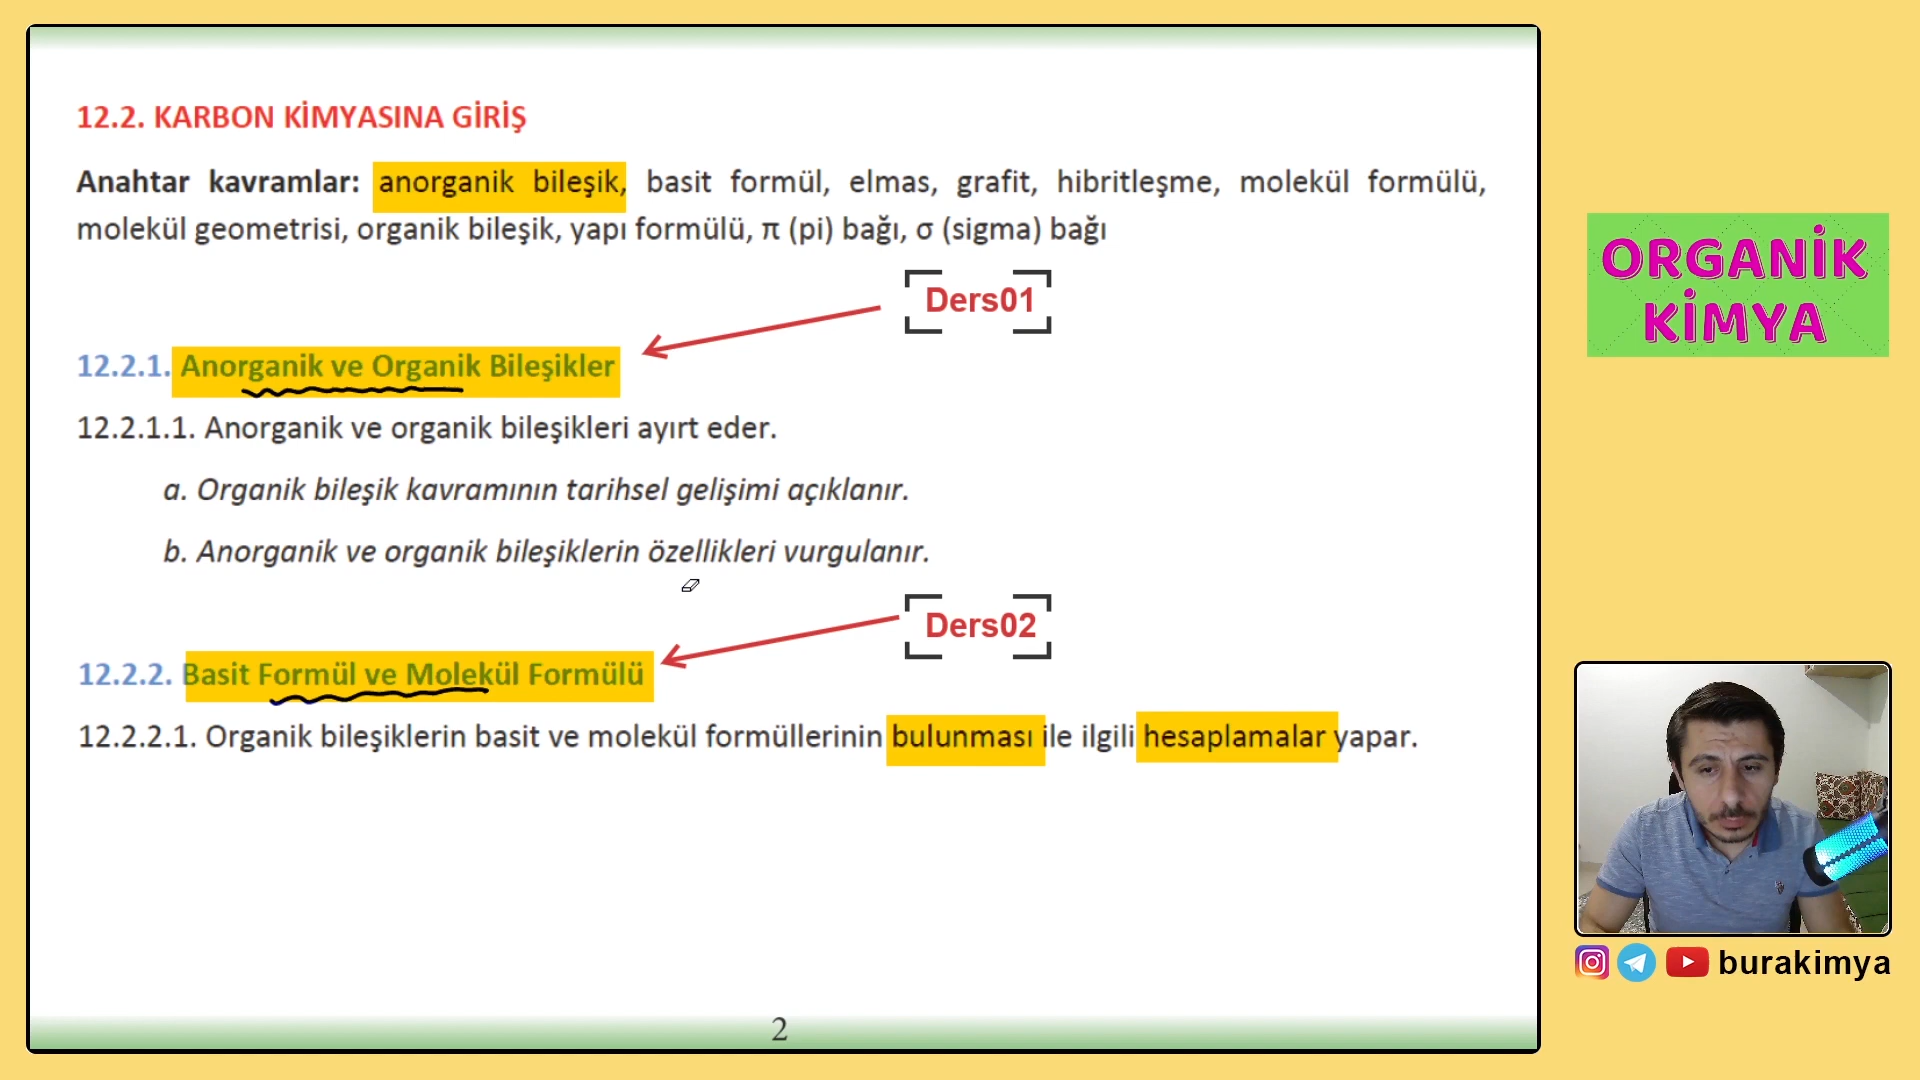 12.2. KARBON KİMYASINA GİRİŞ
Anahtar kavramlar: anorganik bileşik, basit formül, elmas, grafit, hibritleşme, molekül formülü,
molekül geometrisi, organik bileşik, yapı formülü, π (pi) bağı, σ (sigma) bağı
Ders01
12.2.1. Anorganik ve Organik Bileşikler
12.2.1.1. Anorganik ve organik bileşikleri ayırt eder.
a. Organik bileşik kavramının tarihsel gelişimi açıklanır.
b. Anorganik ve organik bileşiklerin özellikleri vurgulanır.
Ders02
12.2.2. Basit Formül ve Molekül Formülü
12.2.2.1. Organik bileşiklerin basit ve molekül formüllerinin bulunması ile ilgili hesaplamalar yapar.
2
ORGANİK
KİMYA
burakimya